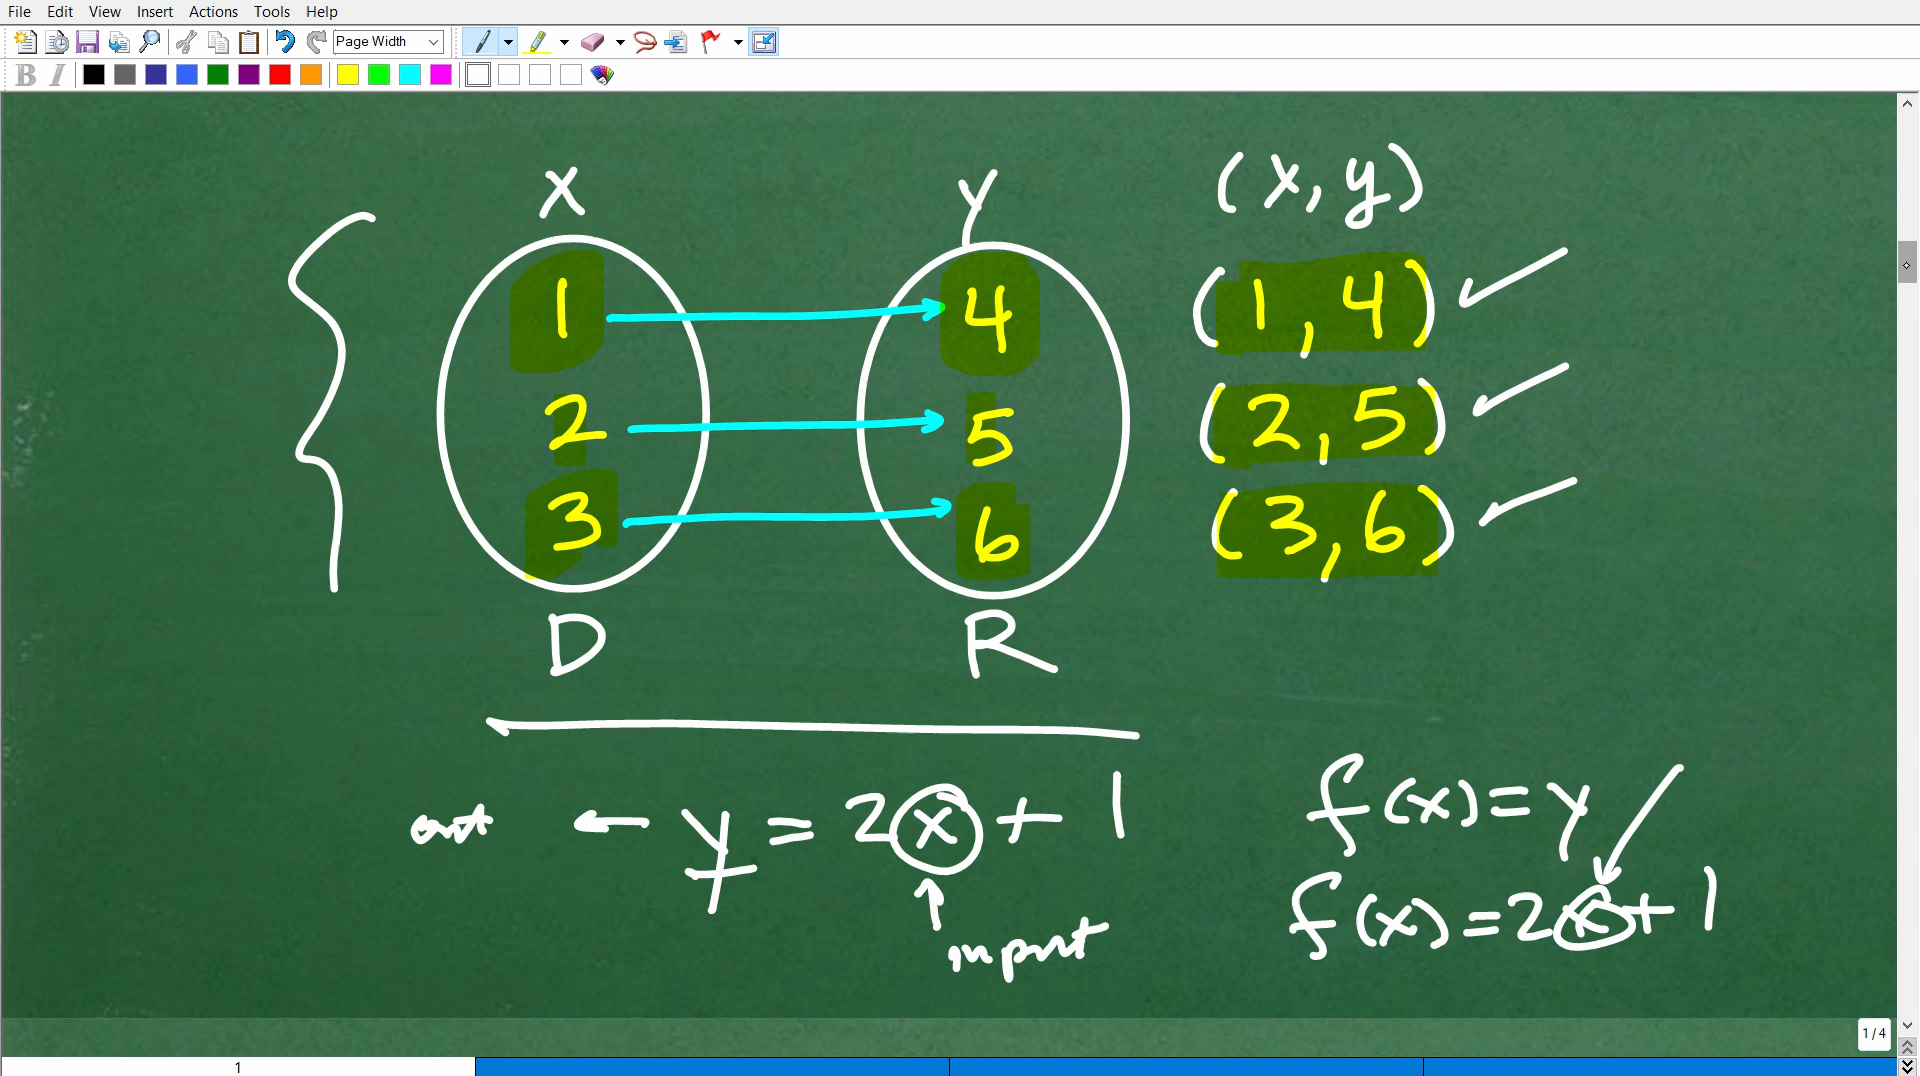 File Edit View Insert Actions Tools Help
Page Width
B I
x y (x, y)
1 4 (1, 4)
2 5 (2, 5)
3 6 (3, 6)
D R
out ← y = 2x + 1
input
f(x) = y
f(x) = 2x + 1
1 / 4
1